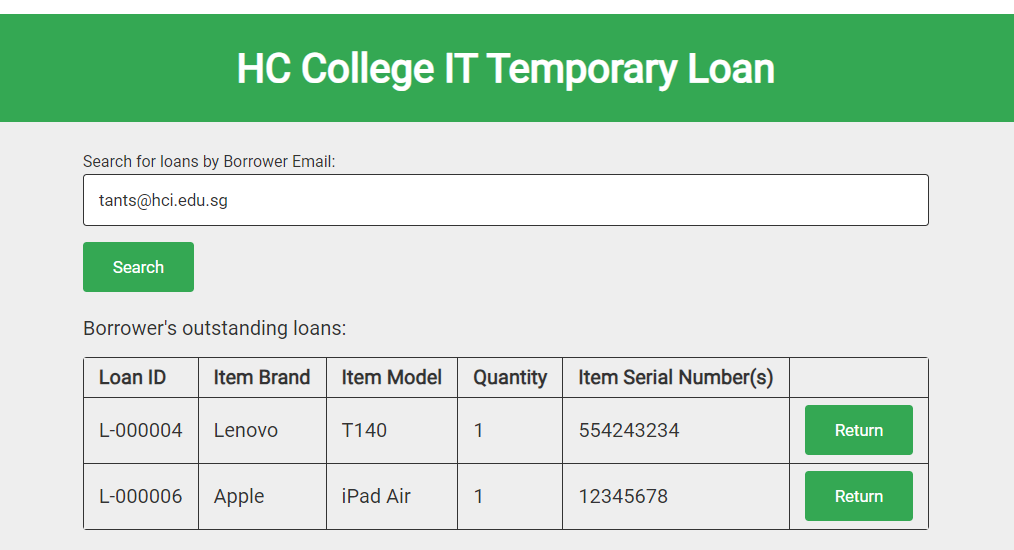 HC College IT Temporary Loan
Search for loans by Borrower Email:
tants@hci.edu.sg
Search
Borrower's outstanding loans:
Loan ID Item Brand Item Model Quantity Item Serial Number(s)
L-000004 Lenovo T140 1 554243234 Return
L-000006 Apple iPad Air 1 12345678 Return